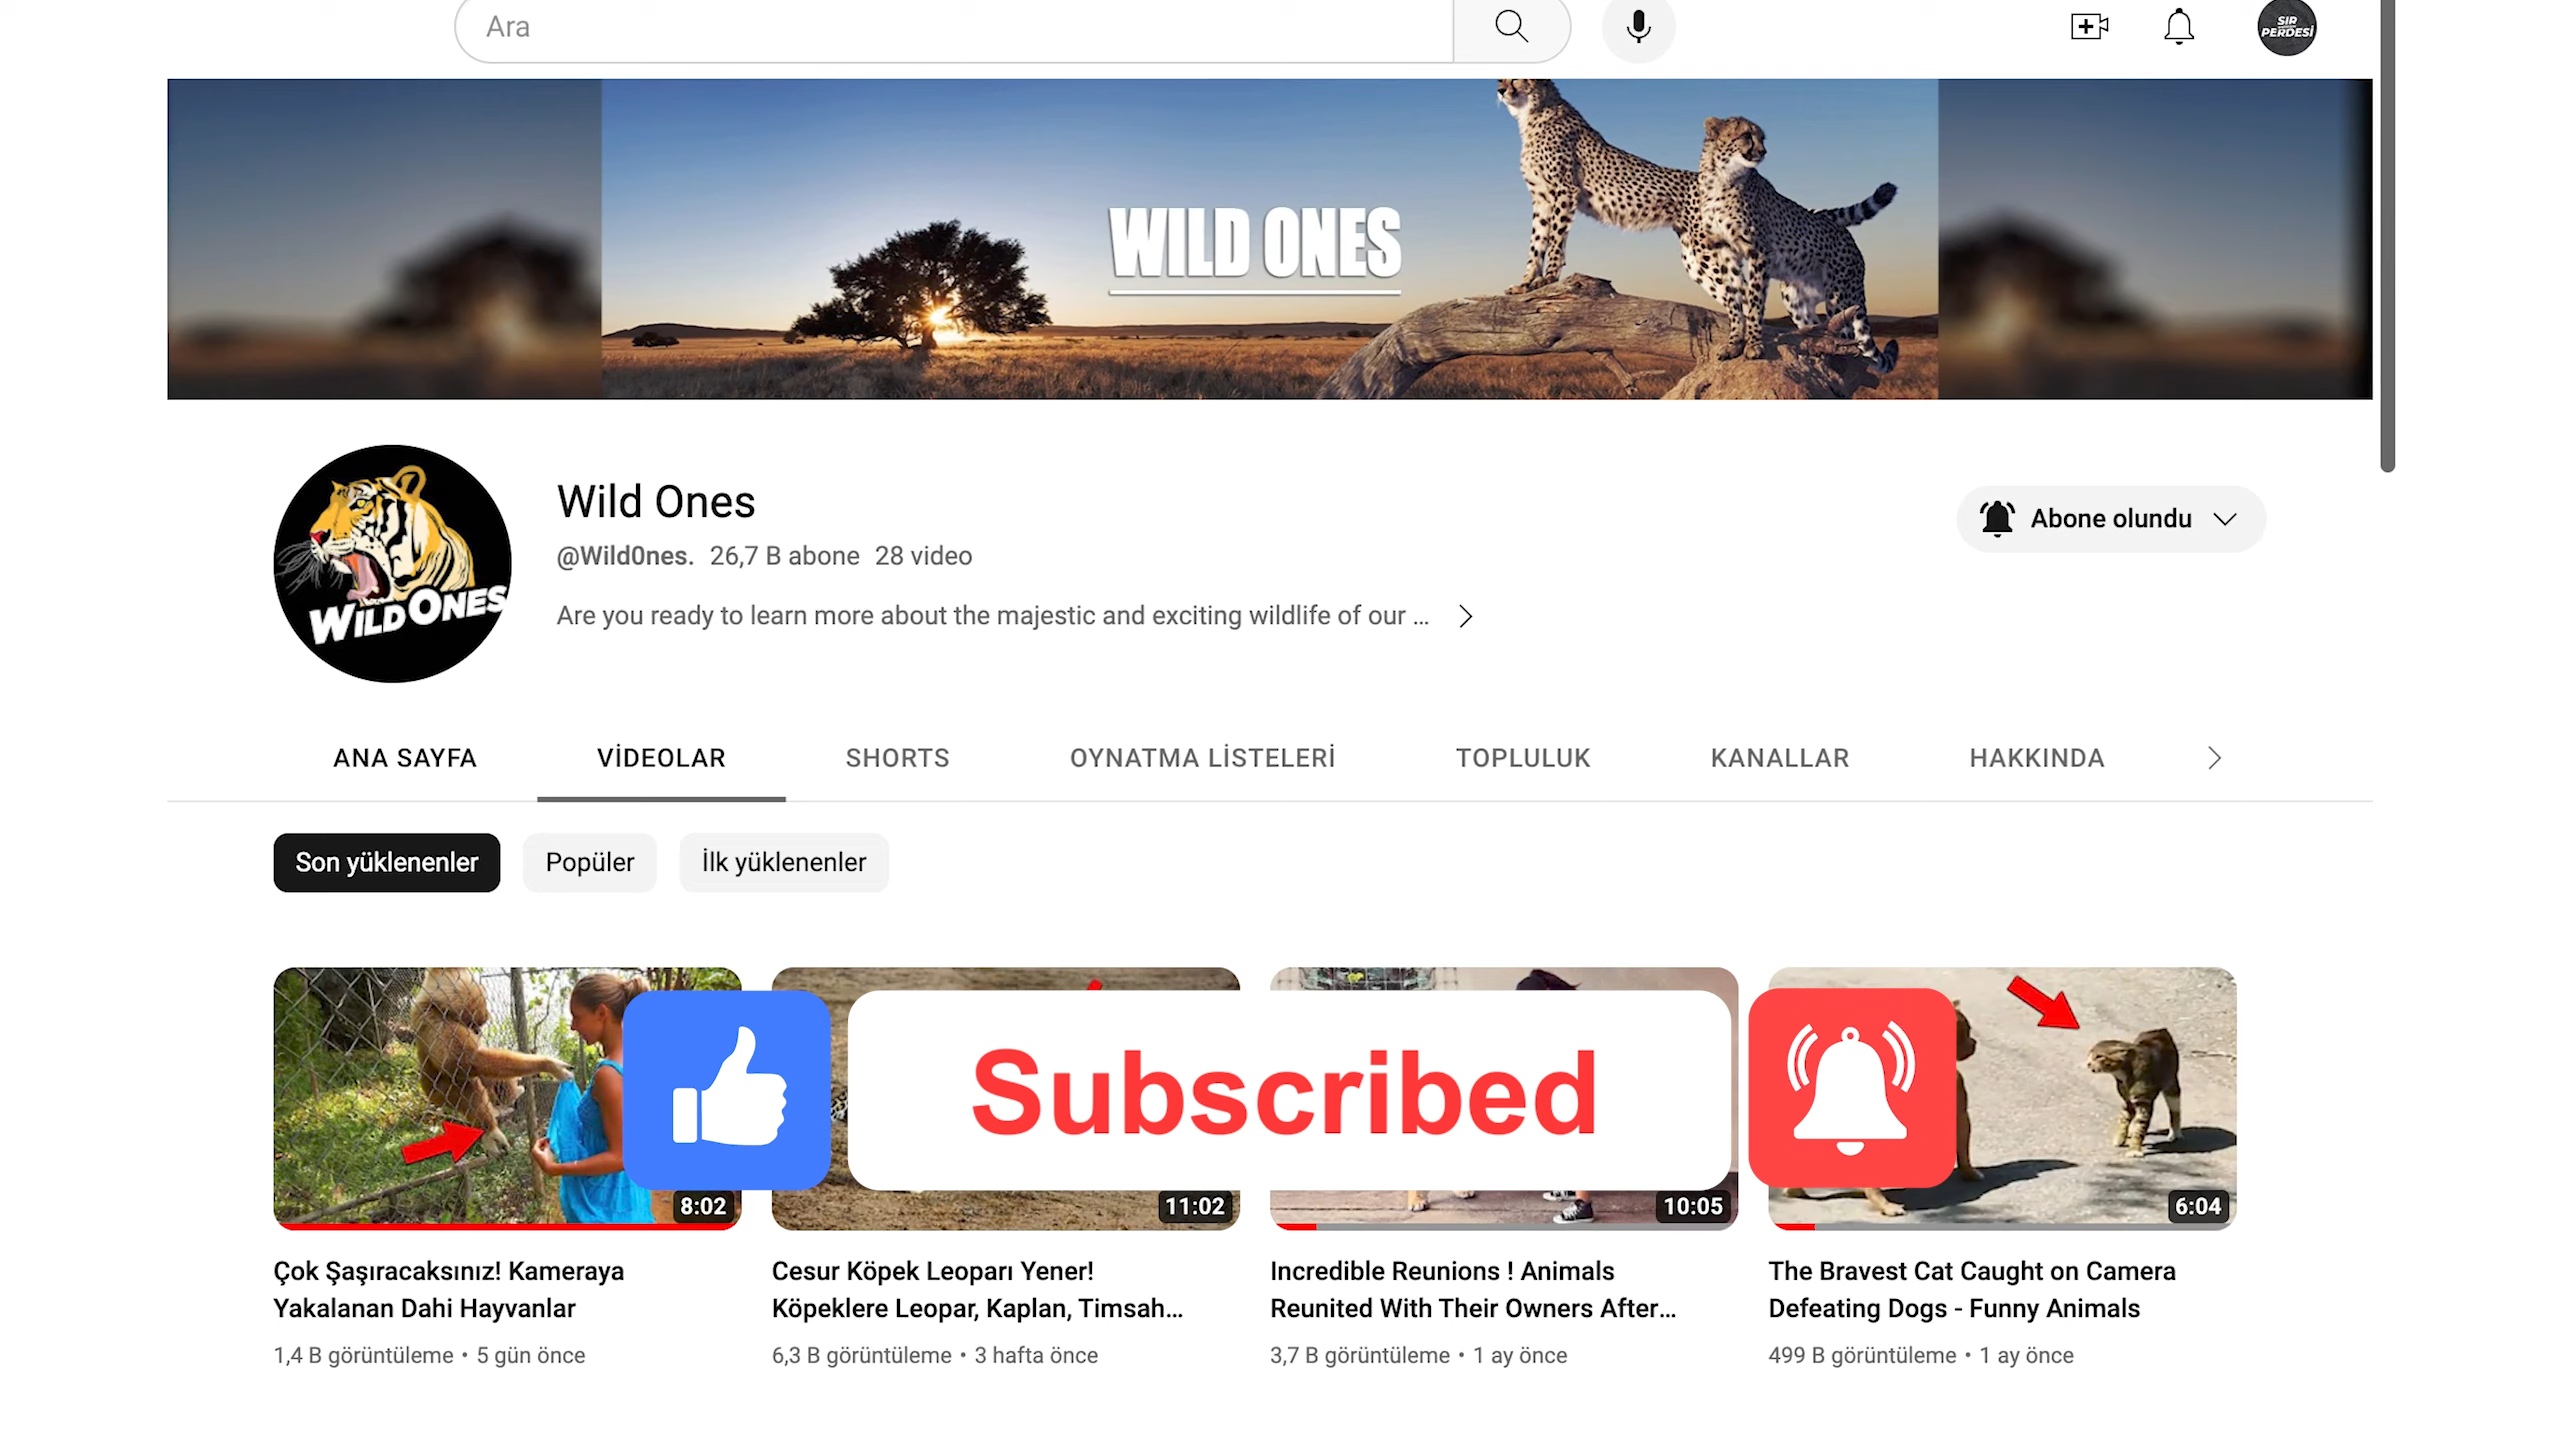 Ara
SIR
PERDESİ
WILD ONES
WILD ONES
Wild Ones
@Wild0nes. 26,7 B abone 28 video
Abone olundu
Are you ready to learn more about the majestic and exciting wildlife of our ...
ANA SAYFA VİDEOLAR SHORTS OYNATMA LİSTELERİ TOPLULUK KANALLAR HAKKINDA
Son yüklenenler Popüler İlk yüklenenler
Subscribed
8:02 11:02 10:05 6:04
Çok Şaşıracaksınız! Kameraya
Yakalanan Dahi Hayvanlar
1,4 B görüntüleme • 5 gün önce
Cesur Köpek Leoparı Yener!
Köpeklere Leopar, Kaplan, Timsah...
6,3 B görüntüleme • 3 hafta önce
Incredible Reunions ! Animals
Reunited With Their Owners After...
3,7 B görüntüleme • 1 ay önce
The Bravest Cat Caught on Camera
Defeating Dogs - Funny Animals
499 B görüntüleme • 1 ay önce